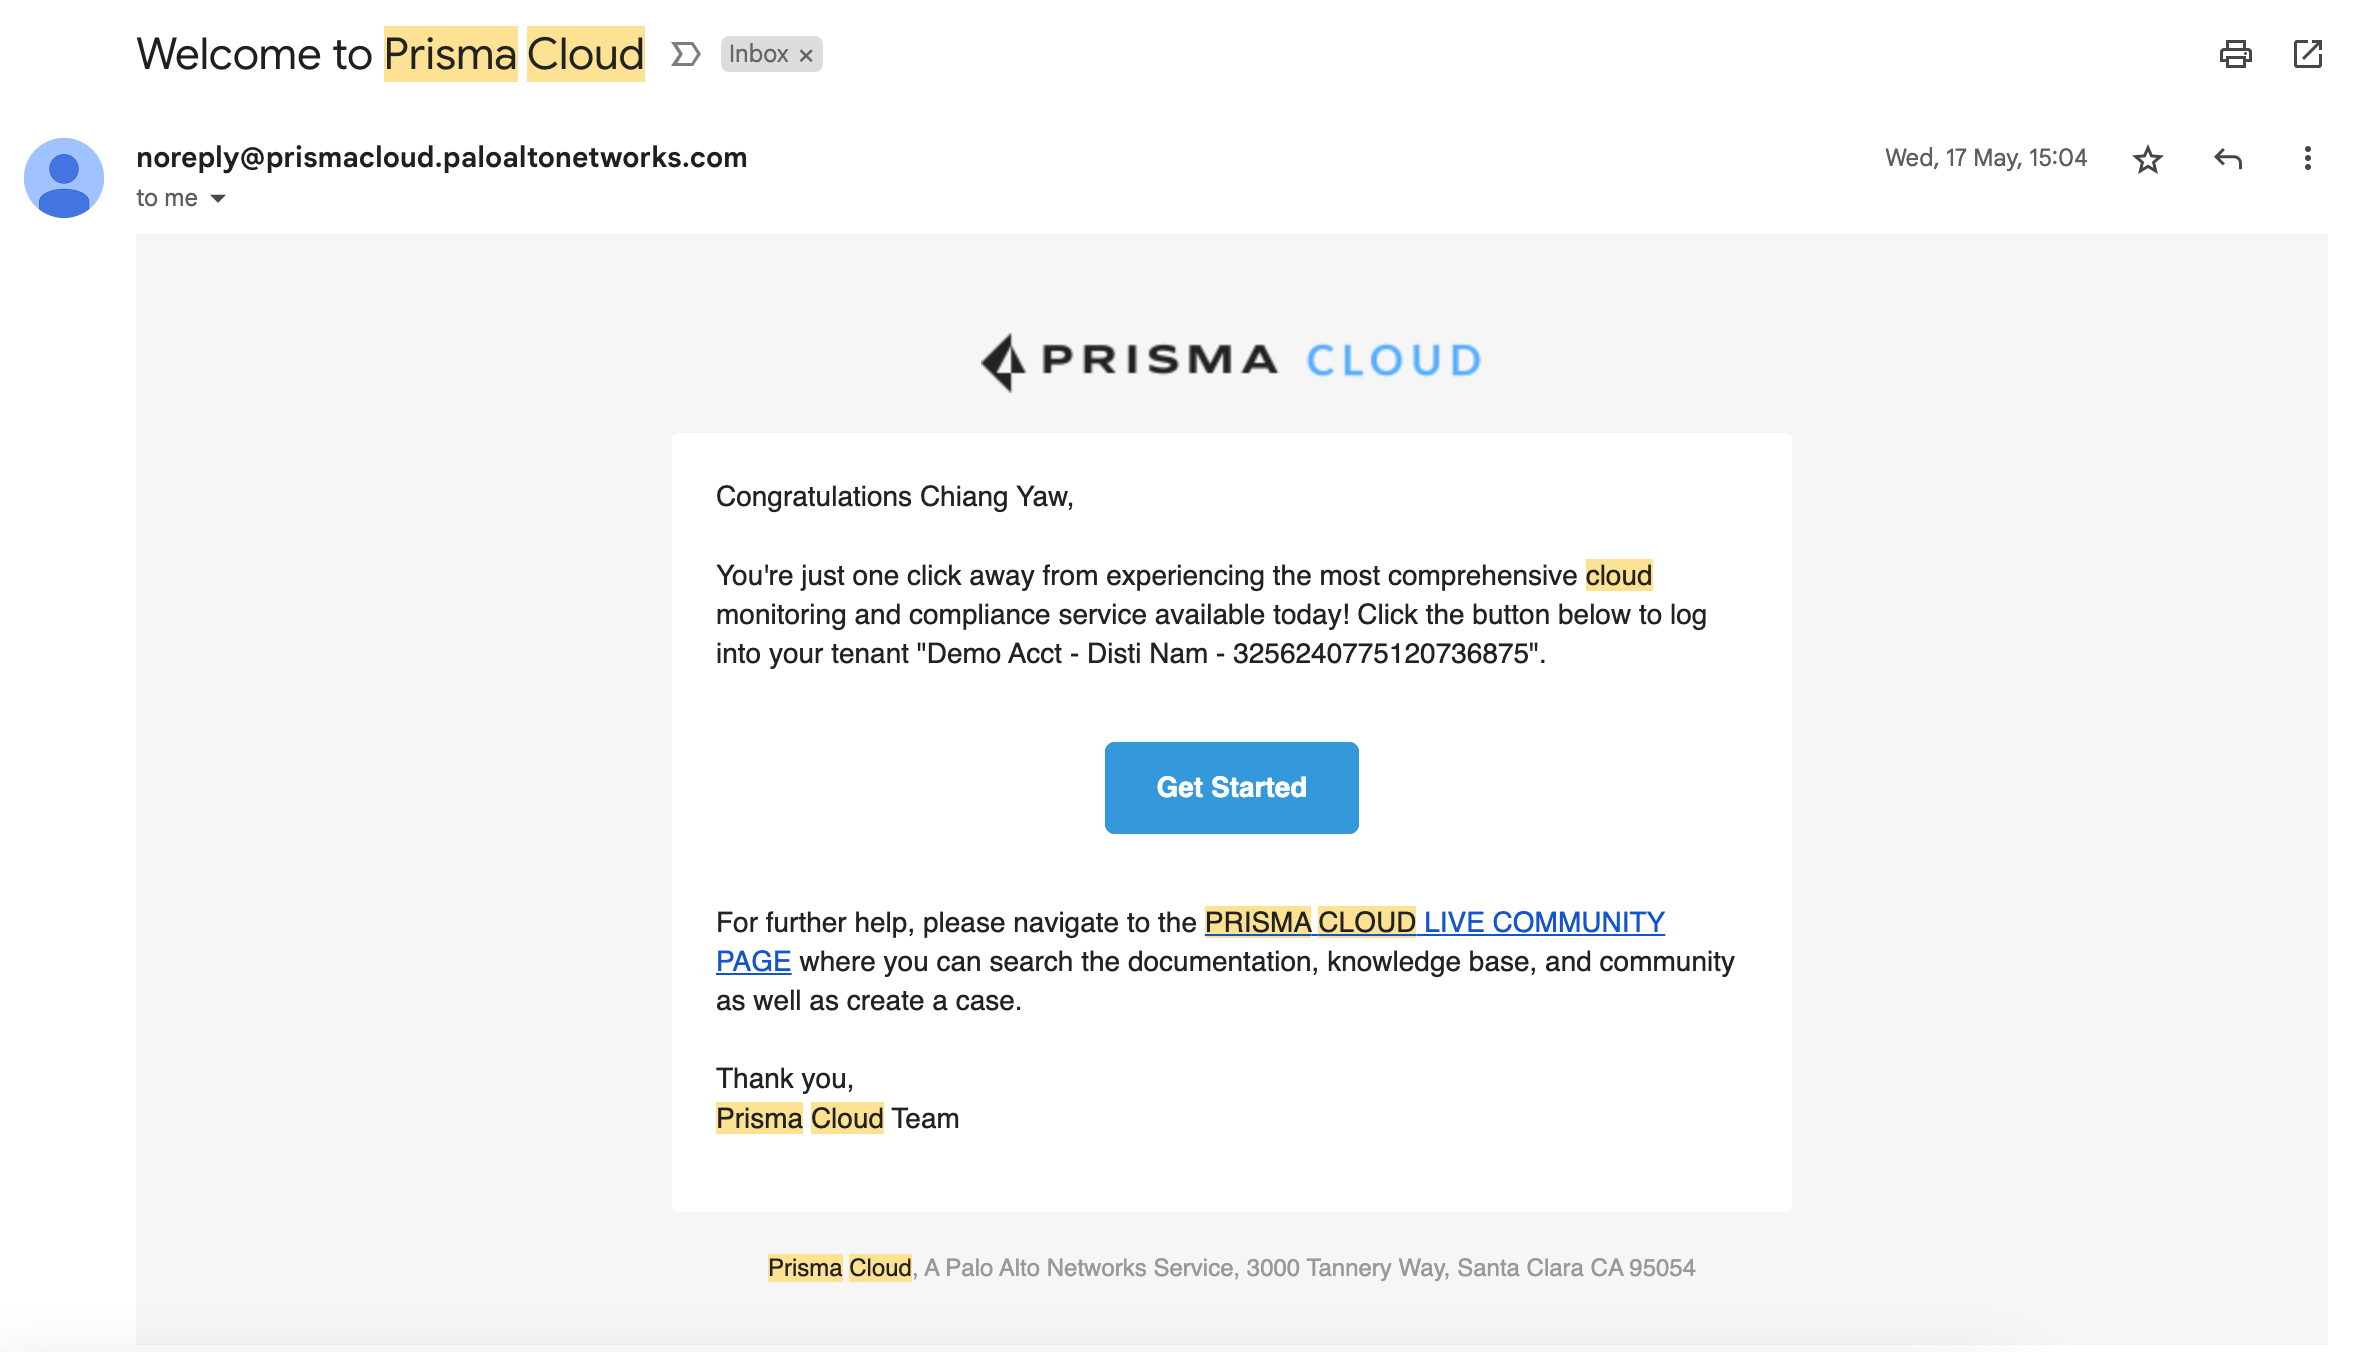 Welcome to Prisma Cloud Inbox ×
noreply@prismacloud.paloaltonetworks.com Wed, 17 May, 15:04
to me
PRISMA CLOUD
Congratulations Chiang Yaw,
You're just one click away from experiencing the most comprehensive cloud
monitoring and compliance service available today! Click the button below to log
into your tenant "Demo Acct - Disti Nam - 3256240775120736875".
Get Started
For further help, please navigate to the PRISMA CLOUD LIVE COMMUNITY
PAGE where you can search the documentation, knowledge base, and community
as well as create a case.
Thank you,
Prisma Cloud Team
Prisma Cloud, A Palo Alto Networks Service, 3000 Tannery Way, Santa Clara CA 95054